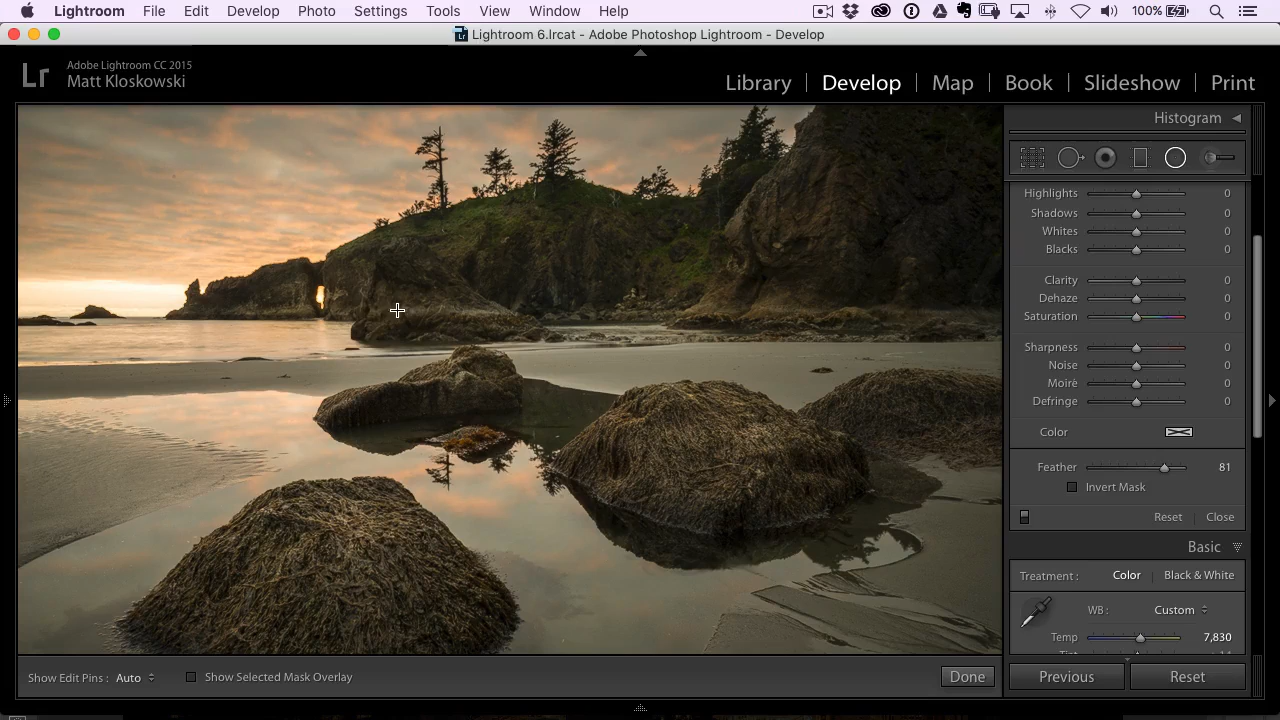 Lightroom File Edit Develop Photo Settings Tools View Window Help 100%
Lr Lightroom 6.lrcat - Adobe Photoshop Lightroom - Develop
Lr Adobe Lightroom CC 2015
Matt Kloskowski
Library Develop Map Book Slideshow Print
Histogram
Highlights 0
Shadows 0
Whites 0
Blacks 0
Clarity 0
Dehaze 0
Saturation 0
Sharpness 0
Noise 0
Moiré 0
Defringe 0
Color
Feather 81
Invert Mask
Reset Close
Basic
Treatment : Color Black & White
WB : Custom
Temp 7,830
Show Edit Pins : Auto Show Selected Mask Overlay Done
Previous Reset